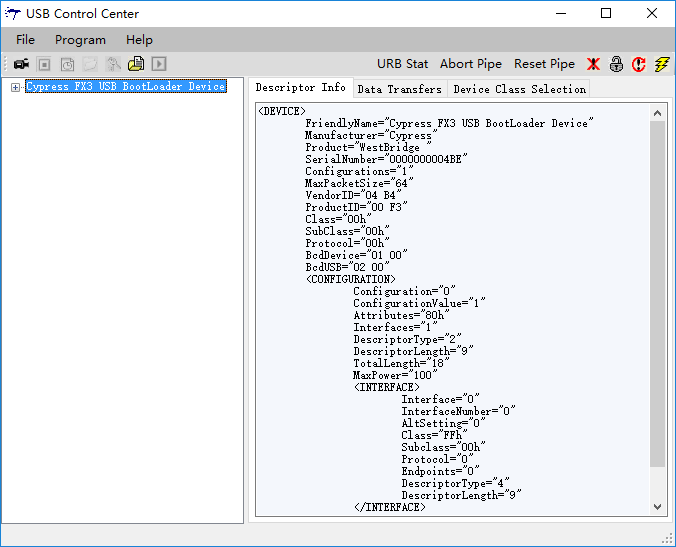 USB Control Center
File Program Help
URB Stat Abort Pipe Reset Pipe
Cypress FX3 USB BootLoader Device
Descriptor Info Data Transfers Device Class Selection
<DEVICE>
FriendlyName="Cypress FX3 USB BootLoader Device"
Manufacturer="Cypress"
Product="WestBridge "
SerialNumber="0000000004BE"
Configurations="1"
MaxPacketSize="64"
VendorID="04 B4"
ProductID="00 F3"
Class="00h"
SubClass="00h"
Protocol="00h"
BcdDevice="01 00"
BcdUSB="02 00"
<CONFIGURATION>
Configuration="0"
ConfigurationValue="1"
Attributes="80h"
Interfaces="1"
DescriptorType="2"
DescriptorLength="9"
TotalLength="18"
MaxPower="100"
<INTERFACE>
Interface="0"
InterfaceNumber="0"
AltSetting="0"
Class="FFh"
Subclass="00h"
Protocol="0"
Endpoints="0"
DescriptorType="4"
DescriptorLength="9"
</INTERFACE>